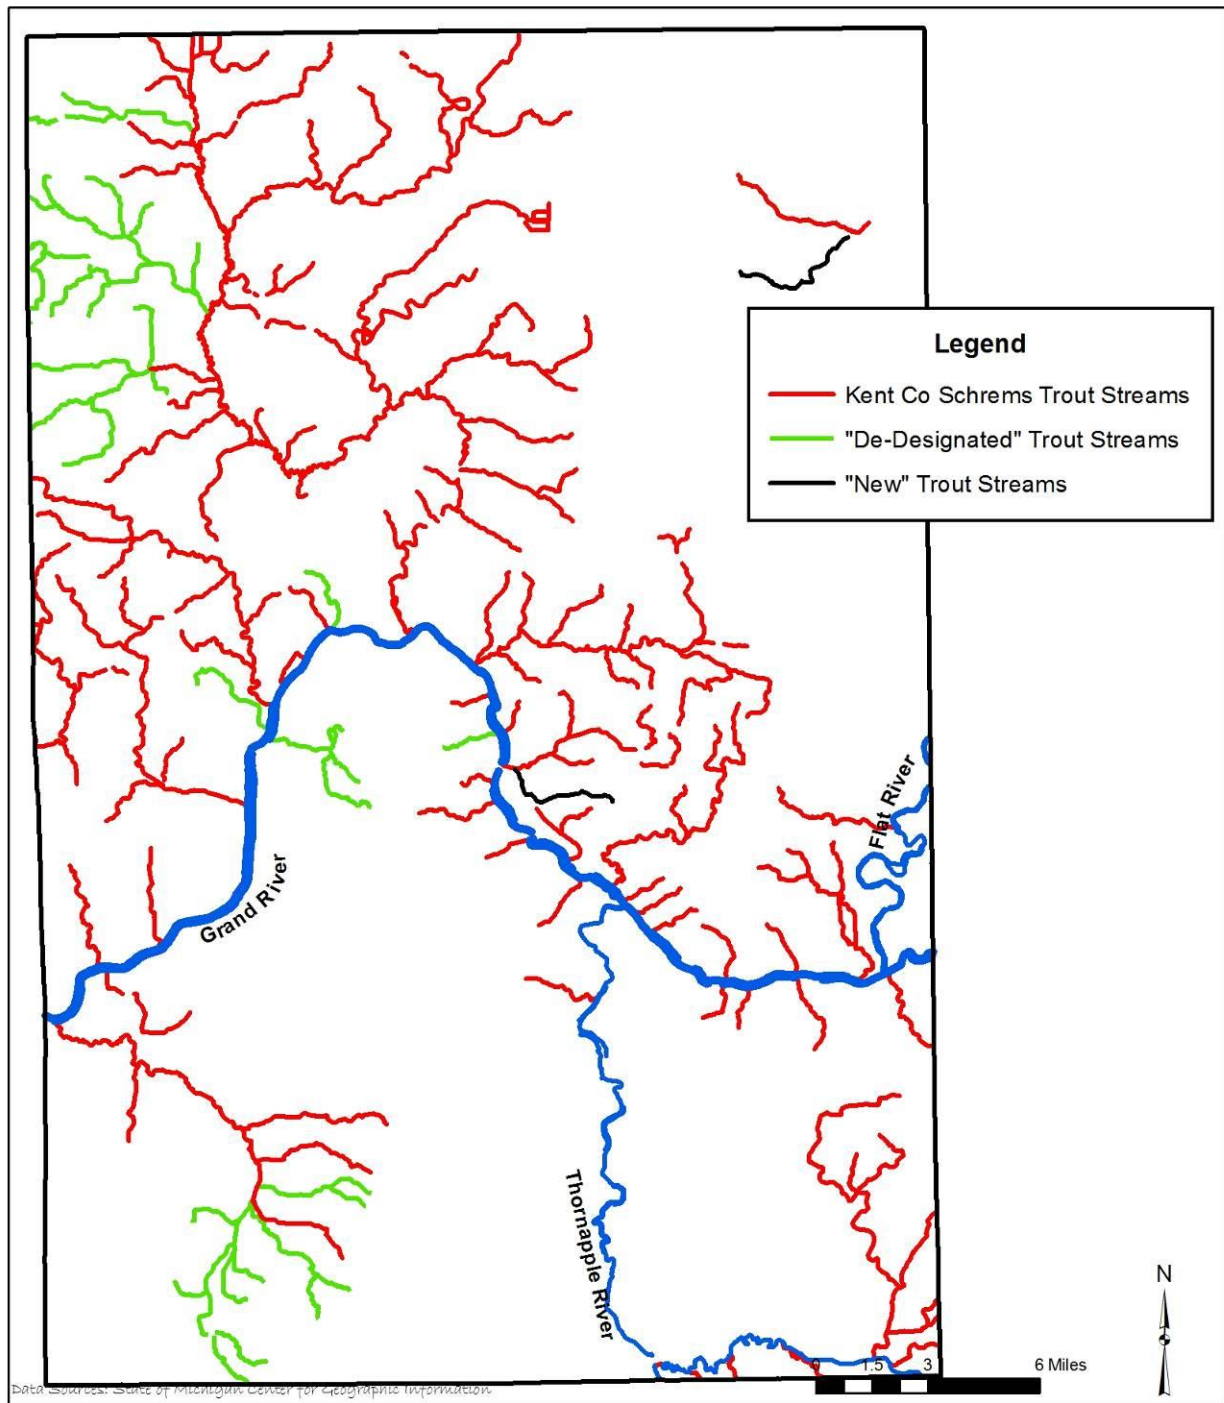 Legend
Kent Co Schrems Trout Streams
"De-Designated" Trout Streams
"New" Trout Streams
Flat River
Grand River
Thornapple River
N
0 1.5 3 6 Miles
Data Sources: State of Michigan Center for Geographic Information